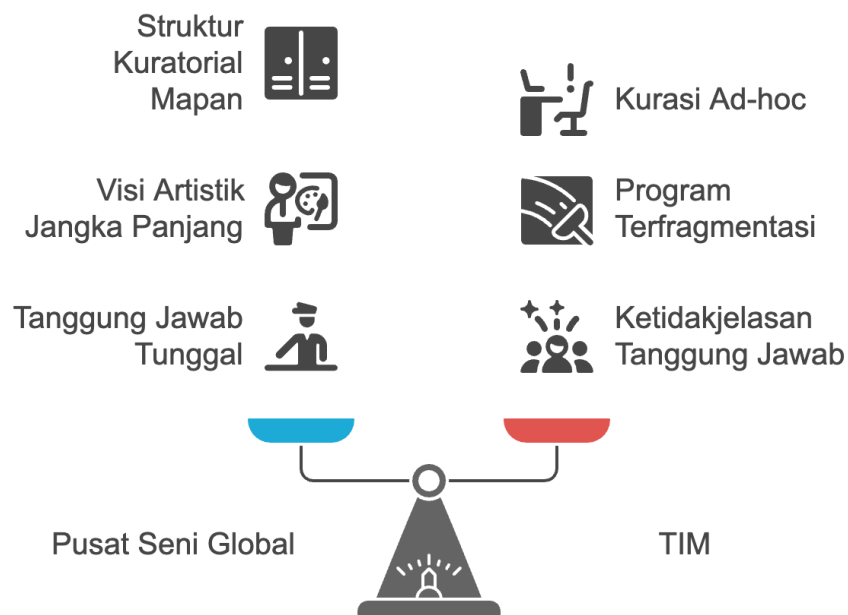 Struktur
Kuratorial
Mapan
Kurasi Ad-hoc
Visi Artistik
Jangka Panjang
Program
Terfragmentasi
Tanggung Jawab
Tunggal
Ketidakjelasan
Tanggung Jawab
Pusat Seni Global
TIM